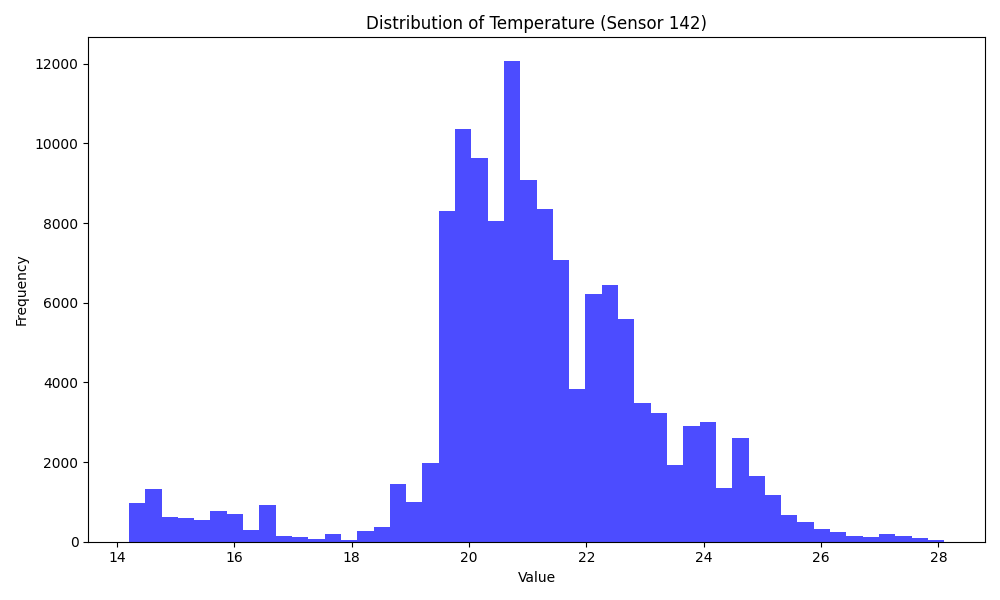 Distribution of Temperature (Sensor 142)
12000
10000
8000
6000
4000
2000
0
Frequency
14 16 18 20 22 24 26 28
Value